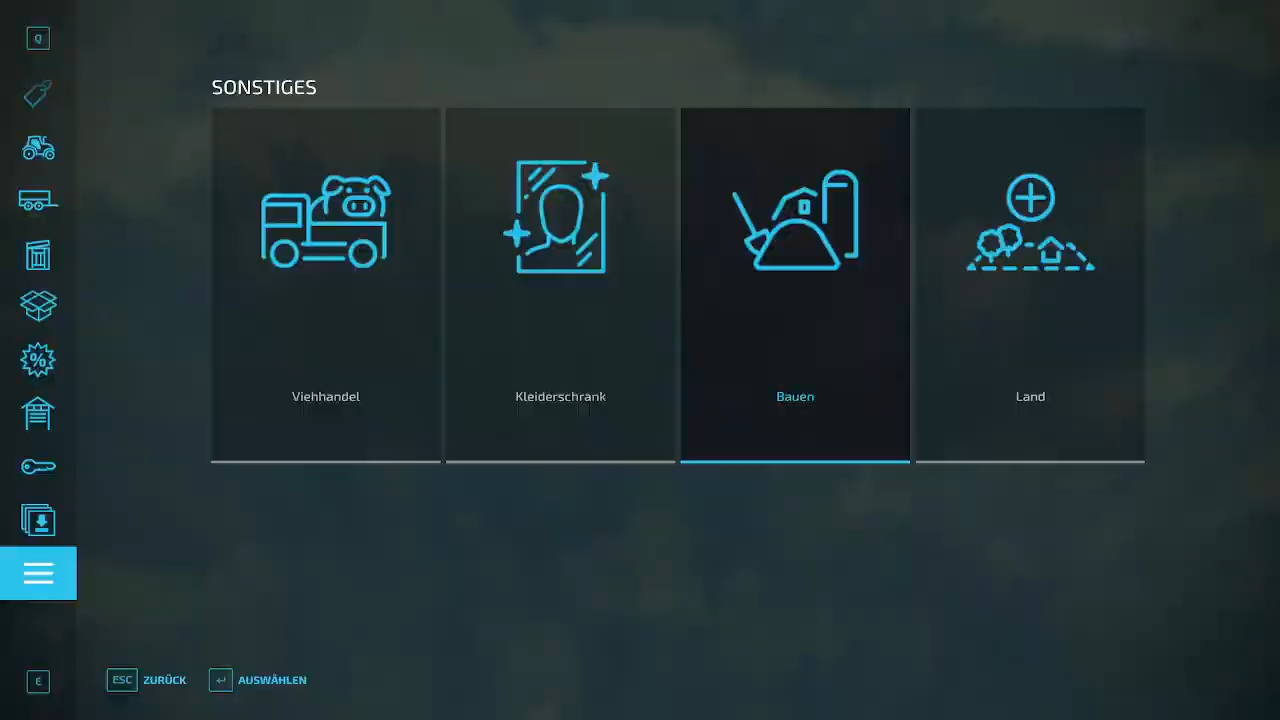 Q
SONSTIGES
Viehhandel
Kleiderschrank
Bauen
Land
%
E
ESC ZURÜCK AUSWÄHLEN